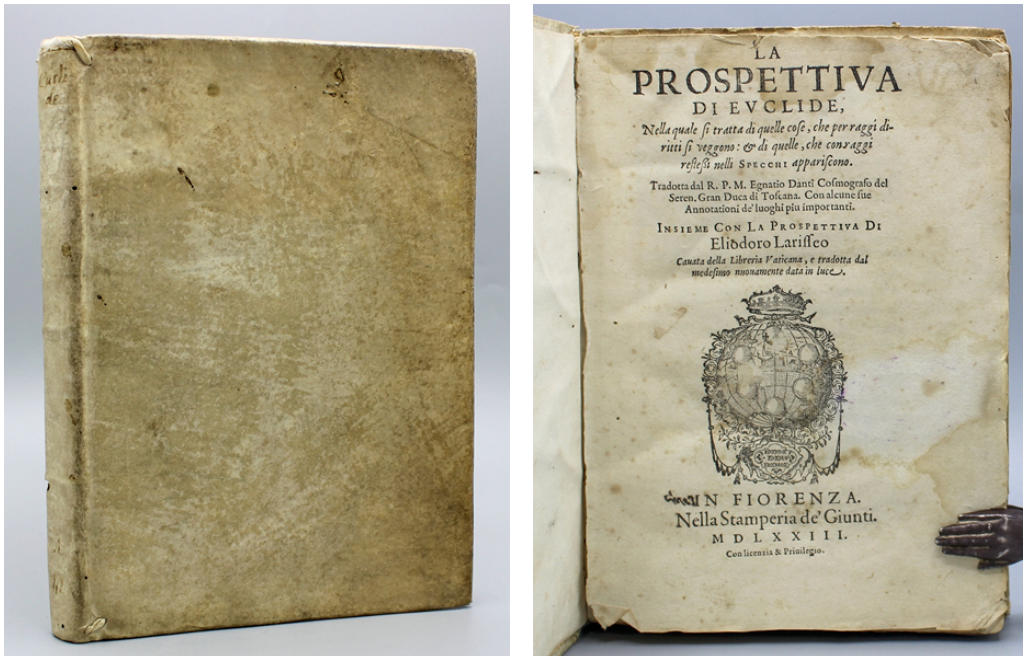 LA
PROSPETTIVA
DI EVCLIDE,
Nella quale ſi tratta di quelle coſe, che per raggi di-
ritti ſi veggono: & di quelle, che con raggi
refleſsi nelli SPECCHI appariſcono.
Tradotta dal R. P. M. Egnatio Danti Coſmografo del
Seren. Gran Duca di Toſcana. Con alcune ſue
Annotationi de' luoghi piu importanti.
INSIEME CON LA PROSPETTIVA DI
Eliodoro Lariſſeo
Cauata della Libreria Vaticana, e tradotta dal
medeſimo nuouamente data in luce.
IN FIORENZA.
Nella Stamperia de' Giunti.
MDLXXIII.
Con licenzia & Priuilegio.